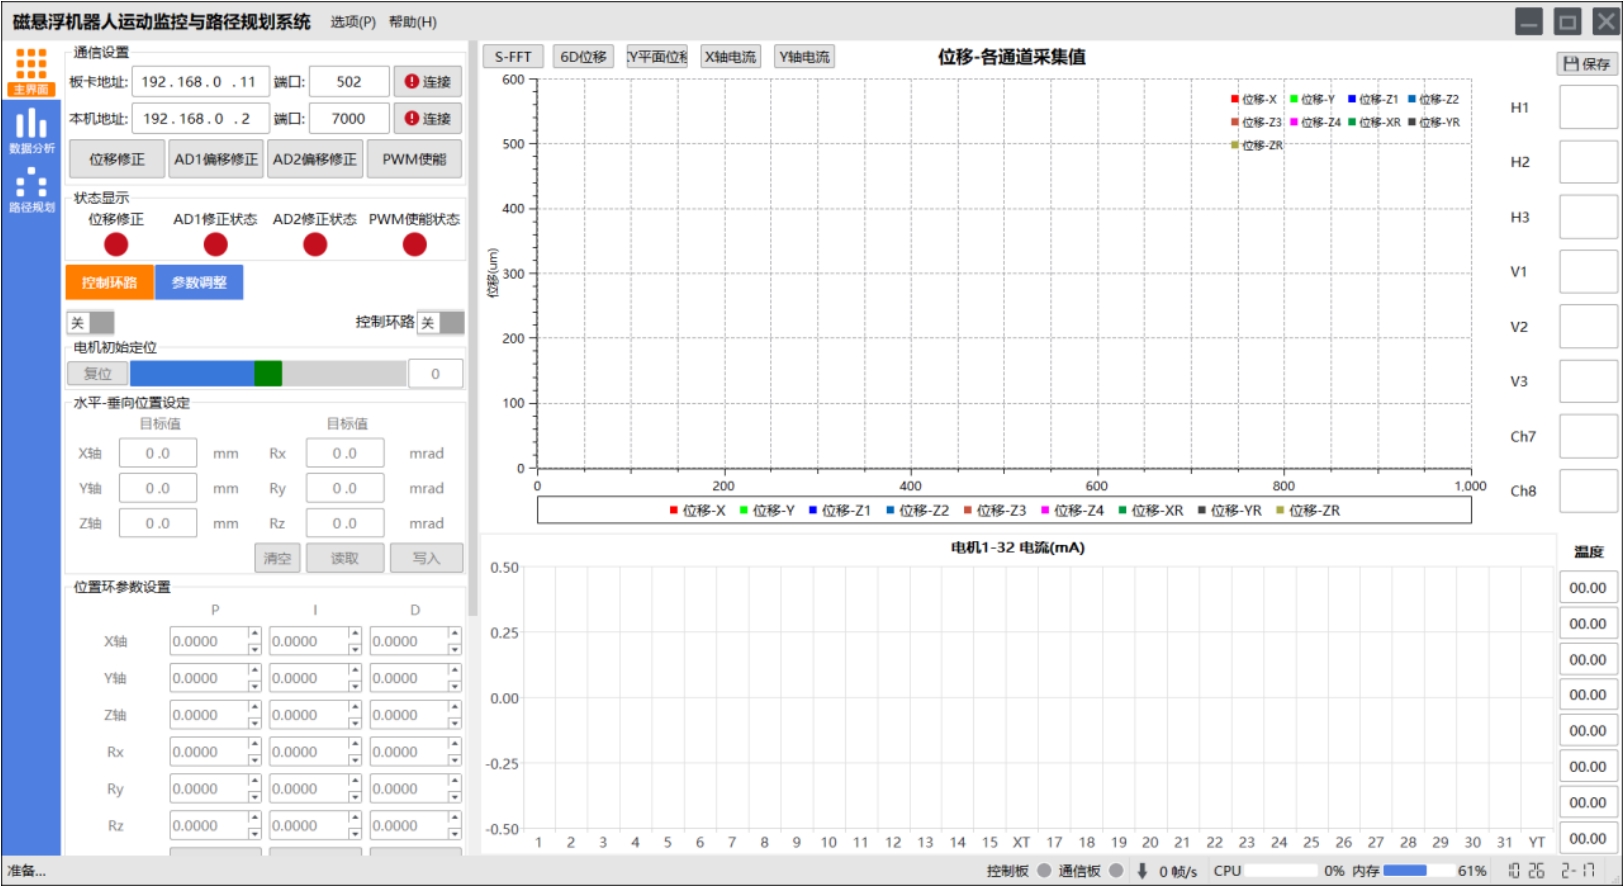 磁悬浮机器人运动监控与路径规划系统 选项(P) 帮助(H)
主界面
数据分析
路径规划
通信设置
板卡地址: 192.168.0 .11 端口: 502 连接
本机地址: 192.168.0 .2 端口: 7000 连接
位移修正 AD1偏移修正 AD2偏移修正 PWM使能
状态显示
位移修正 AD1修正状态 AD2修正状态 PWM使能状态
控制环路 参数调整
关 控制环路 关
电机初始定位
复位 0
水平-垂向位置设定
目标值 目标值
X轴 0 .0 mm Rx 0 .0 mrad
Y轴 0 .0 mm Ry 0 .0 mrad
Z轴 0 .0 mm Rz 0 .0 mrad
清空 读取 写入
位置环参数设置
P I D
X轴 0.0000 0.0000 0.0000
Y轴 0.0000 0.0000 0.0000
Z轴 0.0000 0.0000 0.0000
Rx 0.0000 0.0000 0.0000
Ry 0.0000 0.0000 0.0000
Rz 0.0000 0.0000 0.0000
S-FFT 6D位移 Y平面位移 X轴电流 Y轴电流
位移-各通道采集值
保存
位移(um)
600
500
400
300
200
100
0
位移-X 位移-Y 位移-Z1 位移-Z2
位移-Z3 位移-Z4 位移-XR 位移-YR
位移-ZR
0 200 400 600 800 1,000
位移-X 位移-Y 位移-Z1 位移-Z2 位移-Z3 位移-Z4 位移-XR 位移-YR 位移-ZR
H1
H2
H3
V1
V2
V3
Ch7
Ch8
电机1-32 电流(mA)
0.50
0.25
0.00
-0.25
-0.50
1 2 3 4 5 6 7 8 9 10 11 12 13 14 15 XT 17 18 19 20 21 22 23 24 25 26 27 28 29 30 31 YT
温度
00.00
00.00
00.00
00.00
00.00
00.00
00.00
00.00
准备... 控制板 通信板 0 帧/s CPU 0% 内存 61% 10 26 2-17